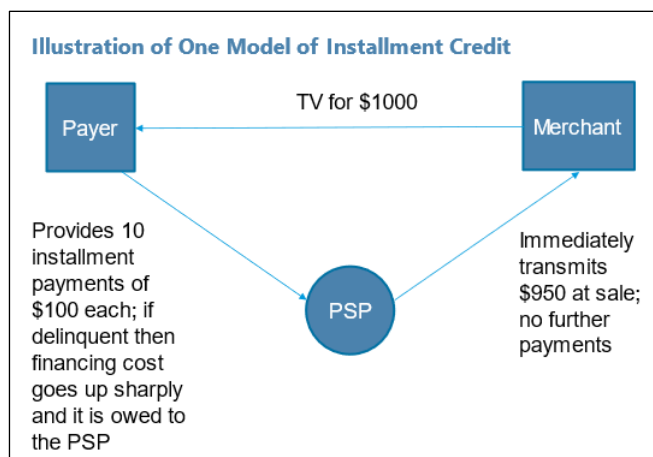 Illustration of One Model of Installment Credit
TV for $1000
Payer
Merchant
Provides 10
installment
payments of
$100 each; if
delinquent then
financing cost
goes up sharply
and it is owed to
the PSP
PSP
Immediately
transmits
$950 at sale;
no further
payments